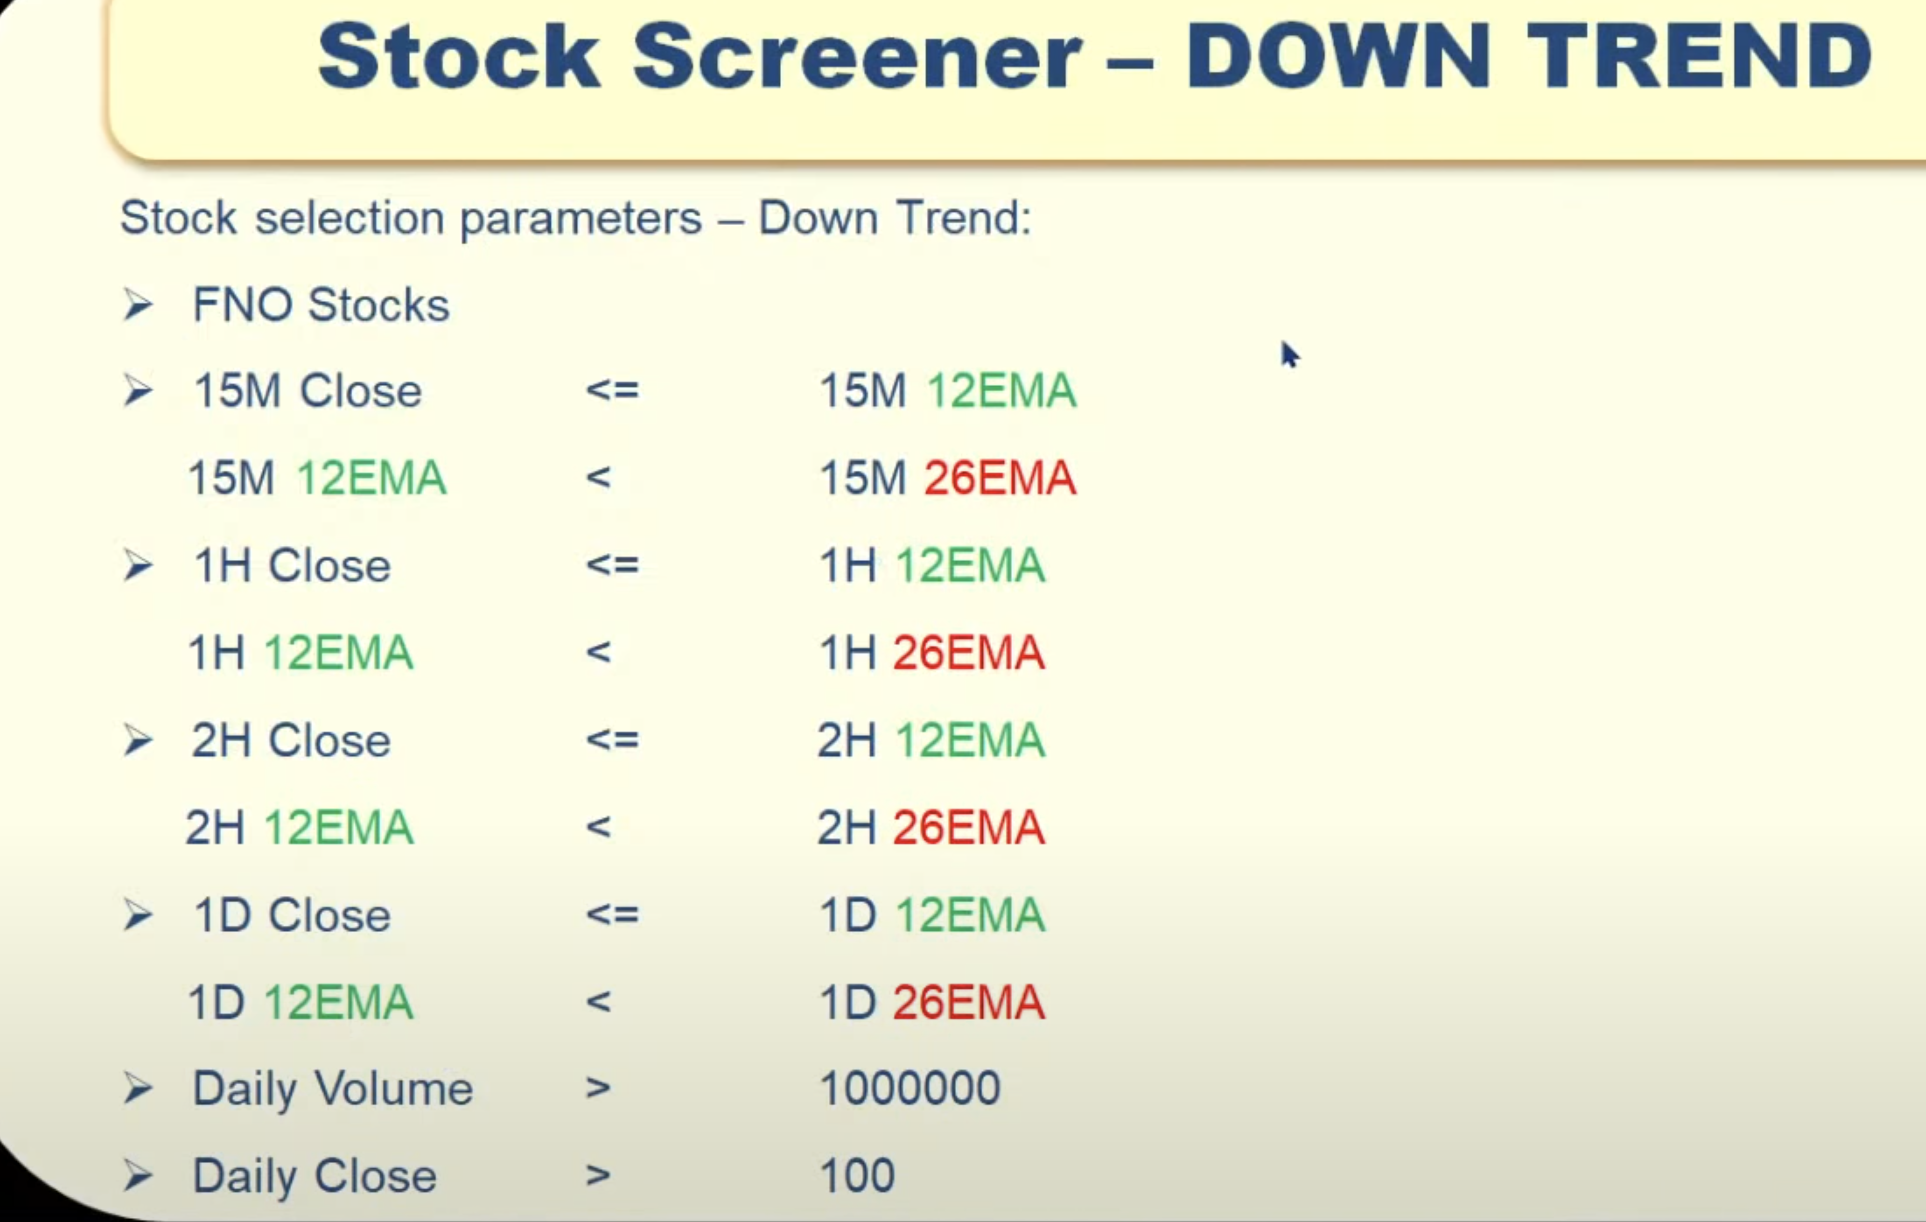 Stock Screener – DOWN TREND
Stock selection parameters – Down Trend:
➢ FNO Stocks
➢ 15M Close <= 15M 12EMA
15M 12EMA < 15M 26EMA
➢ 1H Close <= 1H 12EMA
1H 12EMA < 1H 26EMA
➢ 2H Close <= 2H 12EMA
2H 12EMA < 2H 26EMA
➢ 1D Close <= 1D 12EMA
1D 12EMA < 1D 26EMA
➢ Daily Volume > 1000000
➢ Daily Close > 100